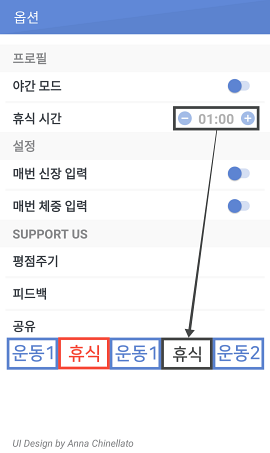 옵션
프로필
야간 모드
휴식 시간
− 01:00 +
설정
매번 신장 입력
매번 체중 입력
SUPPORT US
평점주기
피드백
공유
운동1 휴식 운동1 휴식 운동2
UI Design by Anna Chinellato